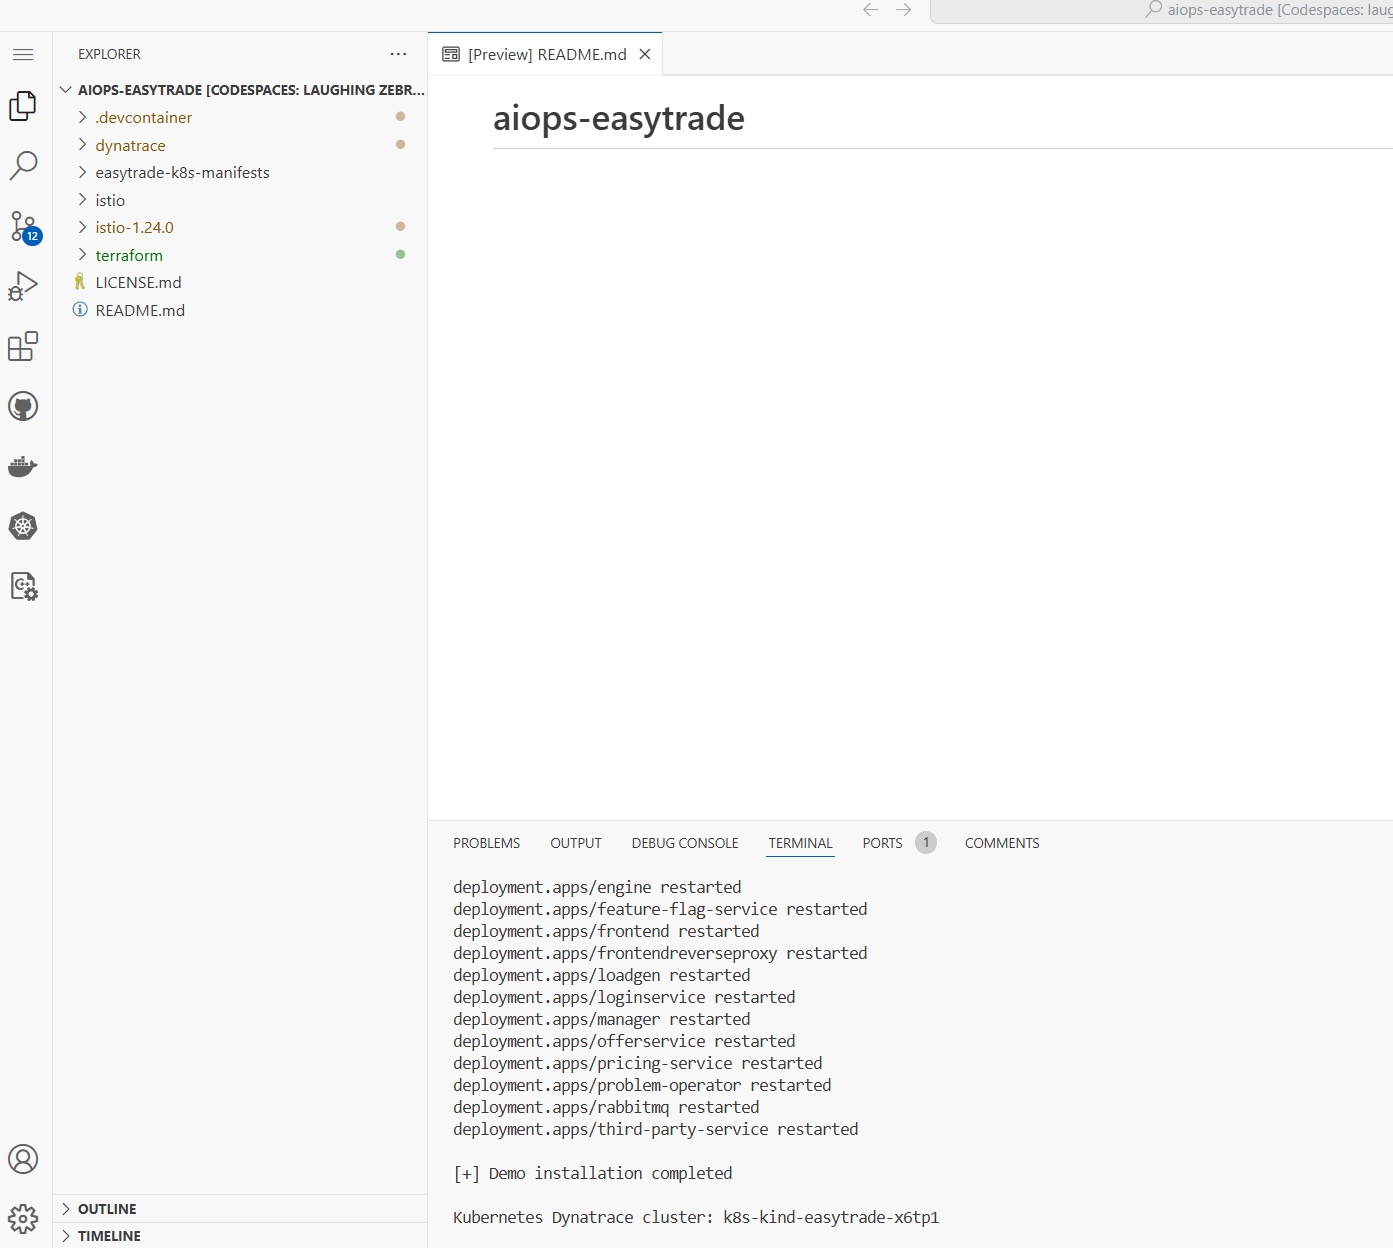 aiops-easytrade [Codespaces: laug
EXPLORER
[Preview] README.md
AIOPS-EASYTRADE [CODESPACES: LAUGHING ZEBR...
.devcontainer
dynatrace
easytrade-k8s-manifests
istio
istio-1.24.0
terraform
LICENSE.md
README.md
12
aiops-easytrade
PROBLEMS OUTPUT DEBUG CONSOLE TERMINAL PORTS 1 COMMENTS
deployment.apps/engine restarted
deployment.apps/feature-flag-service restarted
deployment.apps/frontend restarted
deployment.apps/frontendreverseproxy restarted
deployment.apps/loadgen restarted
deployment.apps/loginservice restarted
deployment.apps/manager restarted
deployment.apps/offerservice restarted
deployment.apps/pricing-service restarted
deployment.apps/problem-operator restarted
deployment.apps/rabbitmq restarted
deployment.apps/third-party-service restarted
[+] Demo installation completed
Kubernetes Dynatrace cluster: k8s-kind-easytrade-x6tp1
OUTLINE
TIMELINE